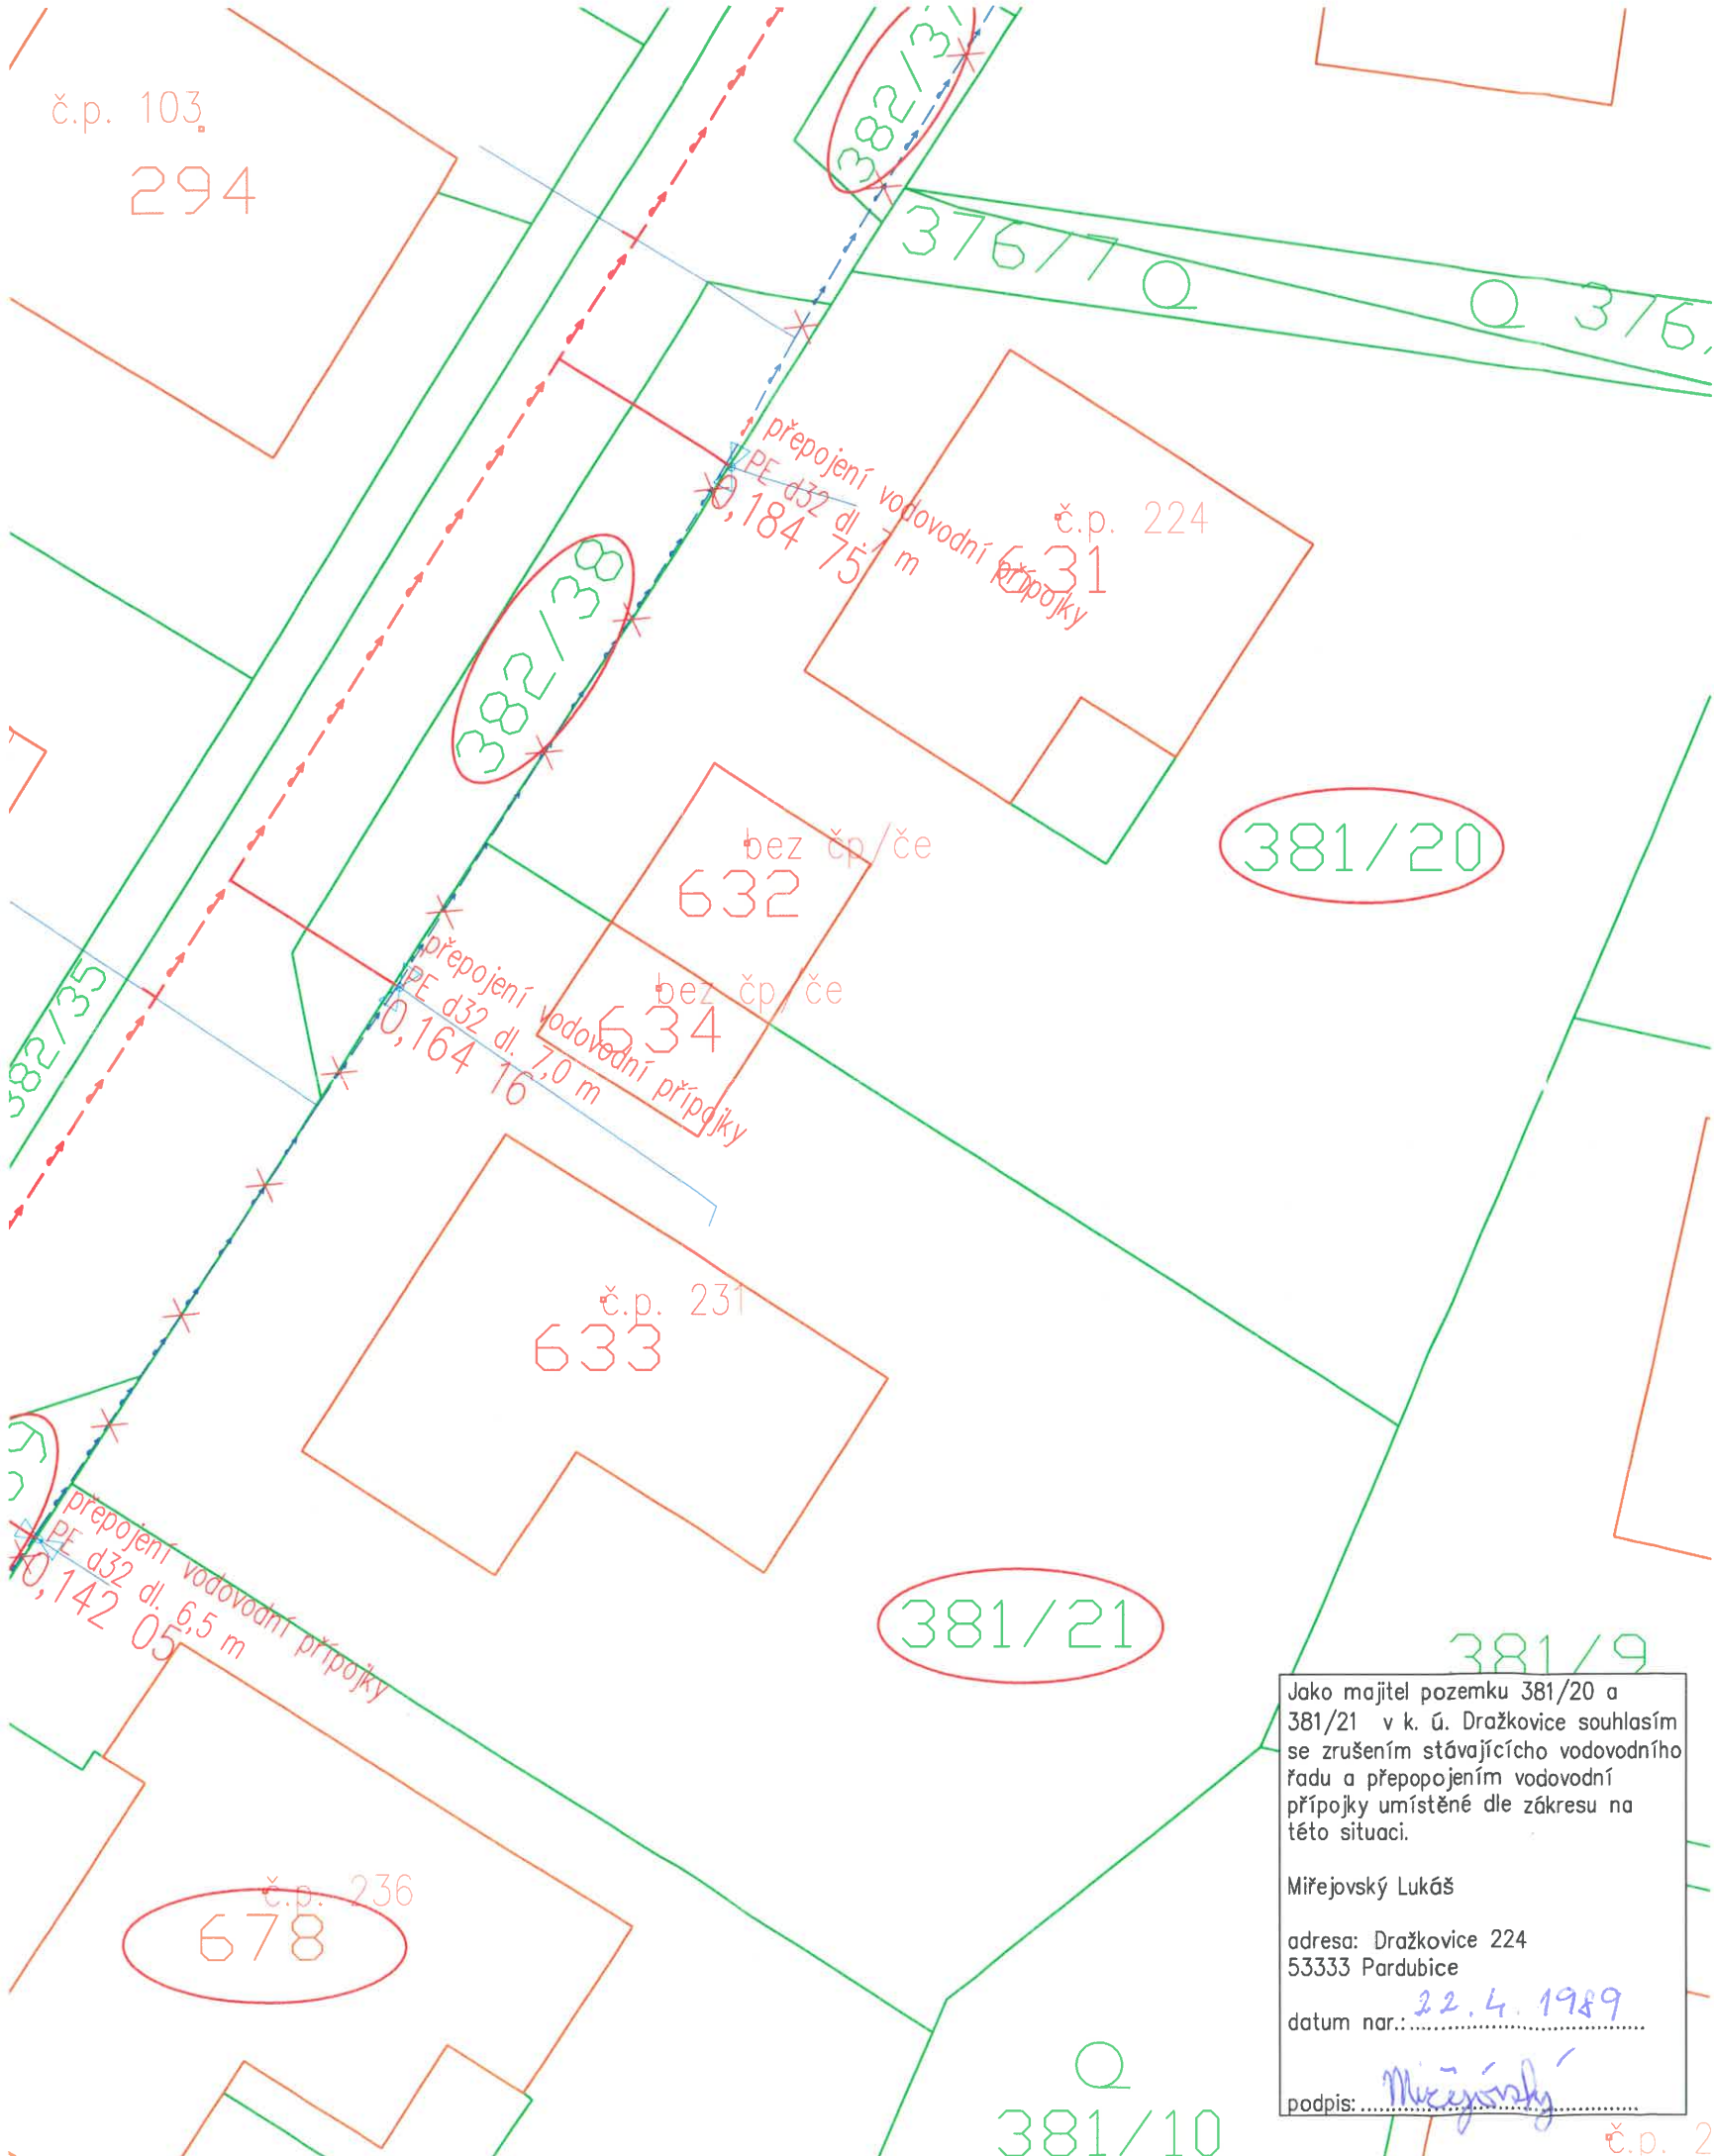 č.p. 103
294
382/3
376/7
376
přepojení vodovodní přípojky
PE d32 dl. 7 m
0,184 75
č.p. 224
631
382/38
381/20
bez čp/če
632
bez čp/če
634
přepojení vodovodní přípojky
PE d32 dl. 7,0 m
0,164 16
382/35
č.p. 231
633
přepojení vodovodní přípojky
PE d32 dl. 6,5 m
0,142 05
381/21
381/9
Jako majitel pozemku 381/20 a
381/21 v k. ú. Dražkovice souhlasím
se zrušením stávajícícho vodovodního
řadu a přepopojením vodovodní
přípojky umístěné dle zákresu na
této situaci.
Miřejovský Lukáš
adresa: Dražkovice 224
53333 Pardubice
datum nar.: 22. 4. 1989
podpis: Miřejovský
č.p. 236
678
381/10
č.p. 2